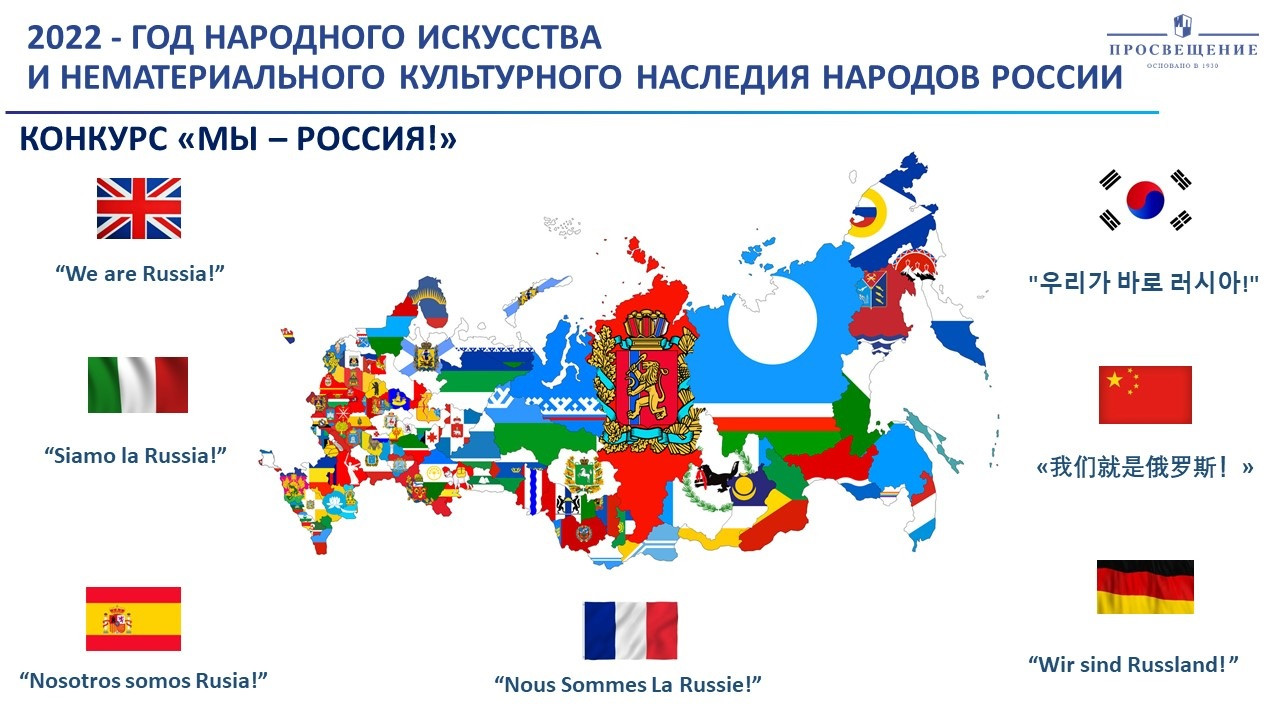 2022 - ГОД НАРОДНОГО ИСКУССТВА
И НЕМАТЕРИАЛЬНОГО КУЛЬТУРНОГО НАСЛЕДИЯ НАРОДОВ РОССИИ
ПРОСВЕЩЕНИЕ
ОСНОВАНО В 1930
КОНКУРС «МЫ – РОССИЯ!»
“We are Russia!”
"우리가 바로 러시아!"
“Siamo la Russia!”
«我们就是俄罗斯！»
“Nosotros somos Rusia!”
“Nous Sommes La Russie!”
“Wir sind Russland!”